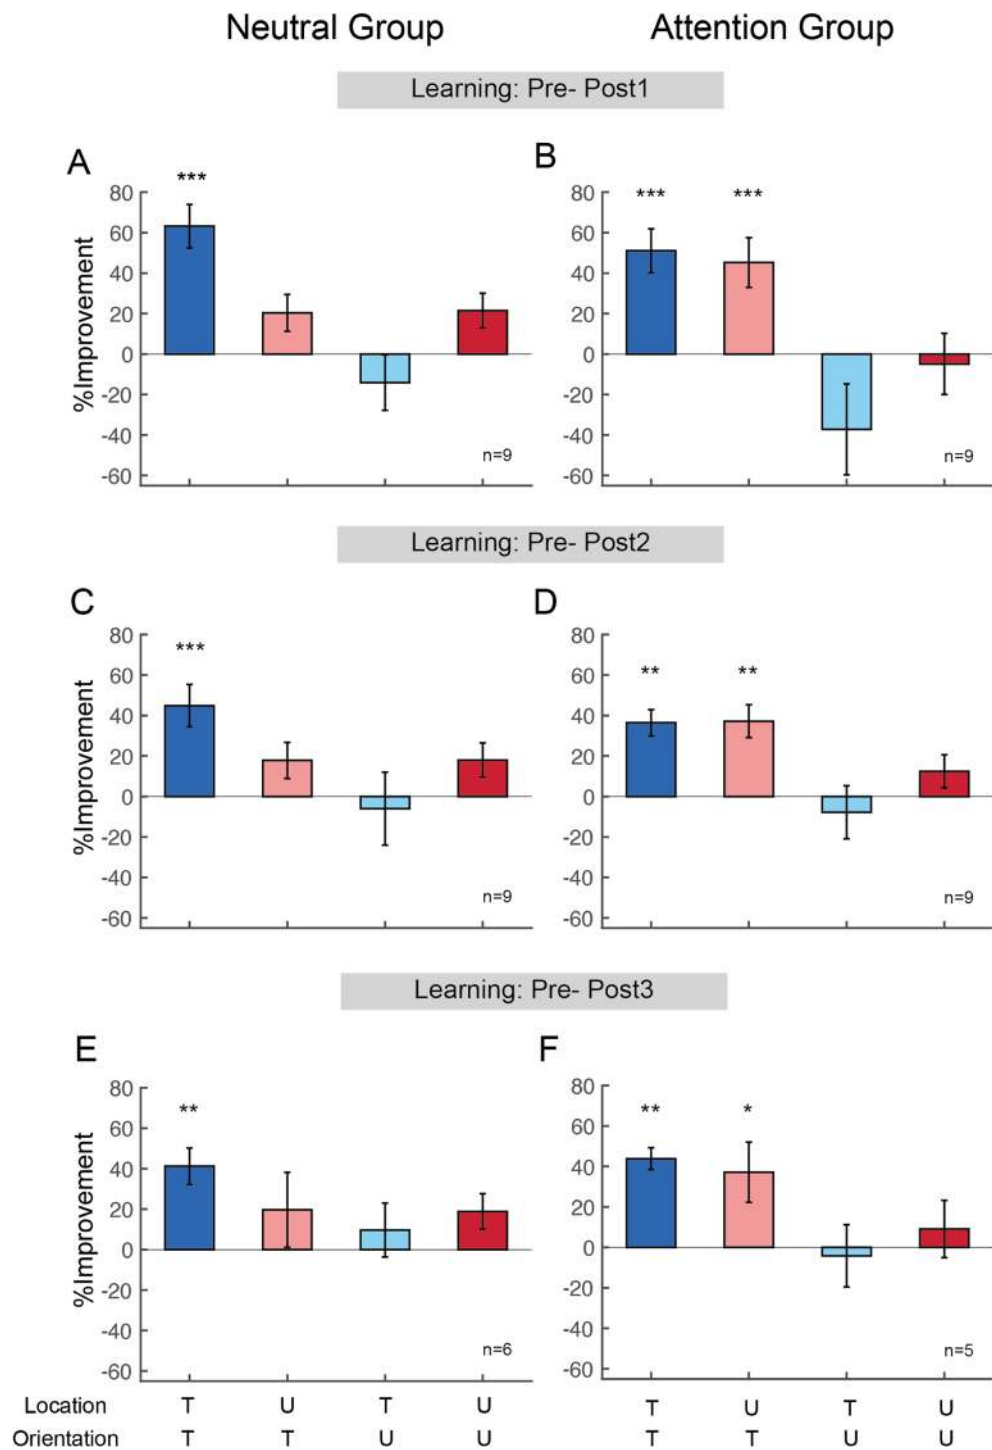 Neutral Group Attention Group
Learning: Pre- Post1
A B
*** *** ***
80 80
60 60
40 40
20 20
0 0
-20 -20
-40 -40
-60 -60
%Improvement
n=9 n=9
Learning: Pre- Post2
C D
*** ** **
80 80
60 60
40 40
20 20
0 0
-20 -20
-40 -40
-60 -60
%Improvement
n=9 n=9
Learning: Pre- Post3
E F
** ** *
80 80
60 60
40 40
20 20
0 0
-20 -20
-40 -40
-60 -60
%Improvement
n=6 n=5
Location T U T U T U T U
Orientation T T U U T T U U